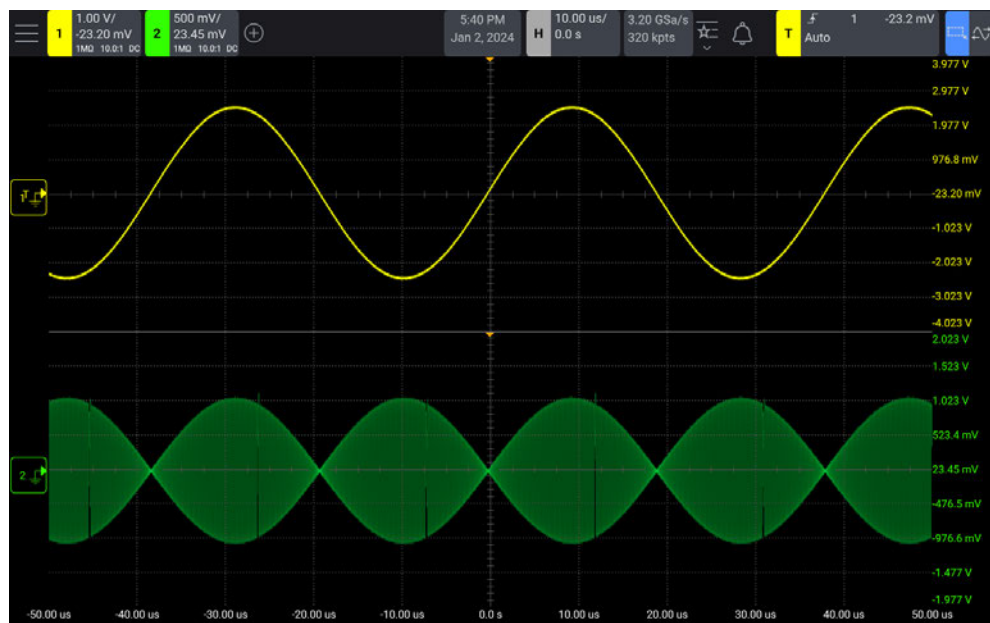 1 1.00 V/ -23.20 mV 1MΩ 10.0:1 DC
2 500 mV/ 23.45 mV 1MΩ 10.0:1 DC
5:40 PM
Jan 2, 2024
H 10.00 us/ 0.0 s
3.20 GSa/s
320 kpts
T 1 -23.2 mV
Auto
3.977 V
2.977 V
1.977 V
976.8 mV
1T
-23.20 mV
-1.023 V
-2.023 V
-3.023 V
-4.023 V
2.023 V
1.523 V
1.023 V
523.4 mV
2
23.45 mV
-476.5 mV
-976.6 mV
-1.477 V
-1.977 V
-50.00 us -40.00 us -30.00 us -20.00 us -10.00 us 0.0 s 10.00 us 20.00 us 30.00 us 40.00 us 50.00 us